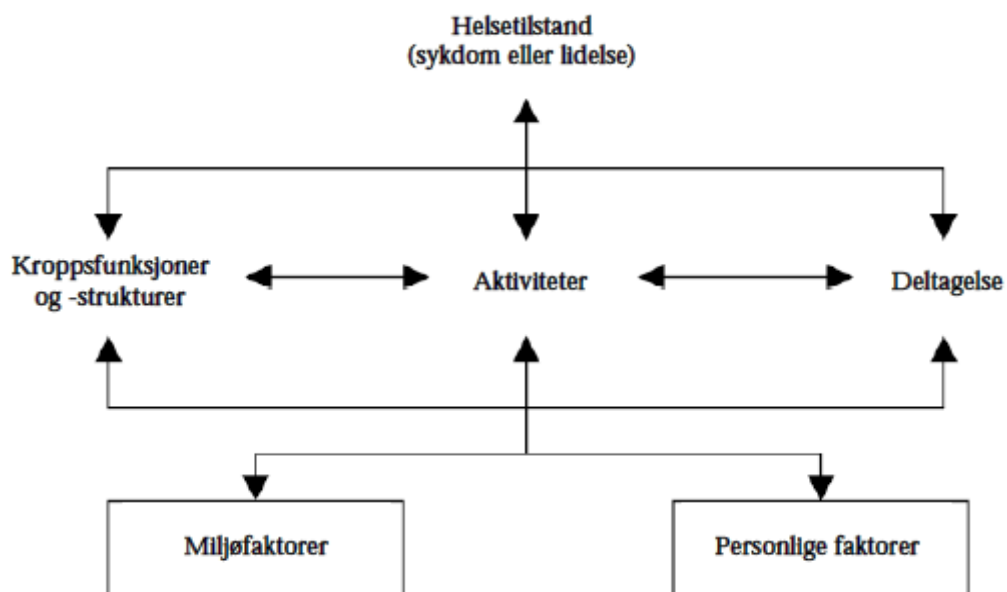 Helsetilstand
(sykdom eller lidelse)
Kroppsfunksjoner
og -strukturer
Aktiviteter
Deltagelse
Miljøfaktorer
Personlige faktorer